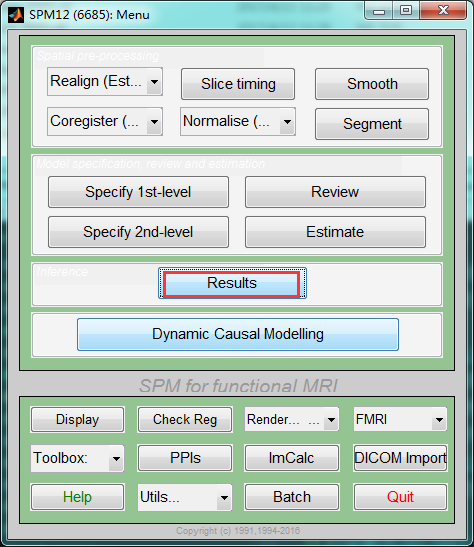 SPM12 (6685): Menu
Spatial pre-processing
Realign (Est... Slice timing Smooth
Coregister (... Normalise (... Segment
Model specification, review and estimation
Specify 1st-level Review
Specify 2nd-level Estimate
Inference
Results
Dynamic Causal Modelling
SPM for functional MRI
Display Check Reg Render... ... FMRI
Toolbox: PPIs ImCalc DICOM Import
Help Utils... Batch Quit
Copyright (c) 1991,1994-2016